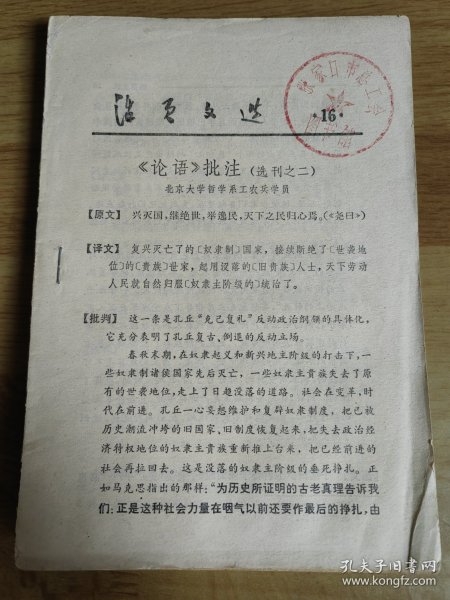 活页文选
·16·
张家口市总工会
图书馆
《论语》批注（选刊之二）
北京大学哲学系工农兵学员
【原文】 兴灭国，继绝世，举逸民，天下之民归心焉。（《尧曰》）
【译文】 复兴灭亡了的〔奴隶制〕国家，接续断绝了〔世袭地
位〕的〔贵族〕世家，起用没落的〔旧贵族〕人士，天下劳动
人民就自然归服〔奴隶主阶级的〕统治了。
【批判】 这一条是孔丘“克己复礼”反动政治纲领的具体化，
它充分表明了孔丘复古、倒退的反动立场。
春秋末期，在奴隶起义和新兴地主阶级的打击下，一
些奴隶制诸侯国家先后灭亡，一些奴隶主贵族失去了原
有的世袭地位，走上了日趋没落的道路。社会在变革，时
代在前进。孔丘一心妄想维护和复辟奴隶制度，把已被
历史潮流冲垮的旧国家、旧制度恢复起来，把失去政治经
济特权地位的奴隶主贵族重新推上台来，把已经前进的
社会再拉回去。这是没落的奴隶主阶级的垂死挣扎。正
如马克思指出的那样：“为历史所证明的古老真理告诉我
们：正是这种社会力量在咽气以前还要作最后的挣扎，由
孔夫子旧书网
www.kongfz.com